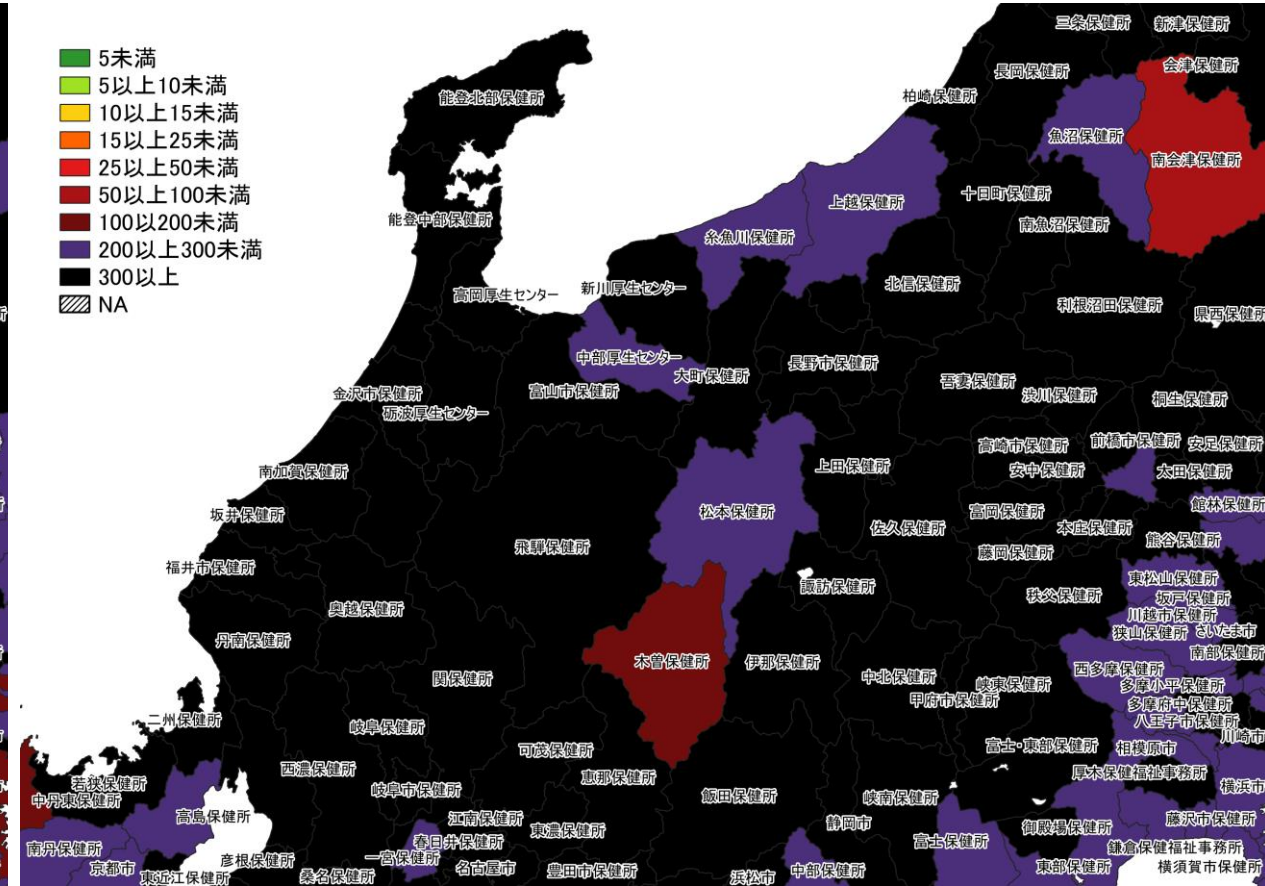 5未満
5以上10未満
10以上15未満
15以上25未満
25以上50未満
50以上100未満
100以200未満
200以上300未満
300以上
NA
三条保健所
新津保健所
長岡保健所
会津保健所
柏崎保健所
能登北部保健所
魚沼保健所
南会津保健所
十日町保健所
上越保健所
能登中部保健所
南魚沼保健所
糸魚川保健所
北信保健所
新川厚生センター
高岡厚生センター
利根沼田保健所
県西保健所
中部厚生センター
長野市保健所
大町保健所
吾妻保健所
富山市保健所
金沢市保健所
渋川保健所
桐生保健所
砺波厚生センター
前橋市保健所
安足保健所
高崎市保健所
南加賀保健所
上田保健所
安中保健所
太田保健所
館林保健所
松本保健所
坂井保健所
富岡保健所
佐久保健所
本庄保健所
熊谷保健所
飛騨保健所
藤岡保健所
福井市保健所
東松山保健所
諏訪保健所
秩父保健所
坂戸保健所
奥越保健所
川越市保健所
狭山保健所
さいたま市
丹南保健所
南部保健所
木曽保健所
伊那保健所
西多摩保健所
関保健所
中北保健所
峡東保健所
多摩小平保健所
甲府市保健所
多摩府中保健所
二州保健所
八王子市保健所
岐阜保健所
川崎市
可茂保健所
富士・東部保健所
相模原市
西濃保健所
恵那保健所
厚木保健福祉事務所
若狭保健所
岐阜市保健所
横浜市
中丹東保健所
飯田保健所
峡南保健所
高島保健所
江南保健所
静岡市
藤沢市保健所
東濃保健所
御殿場保健所
春日井保健所
富士保健所
南丹保健所
鎌倉保健福祉事務所
一宮保健所
彦根保健所
京都市
名古屋市
豊田市保健所
中部保健所
東部保健所
横須賀市保健所
東近江保健所
桑名保健所
浜松市